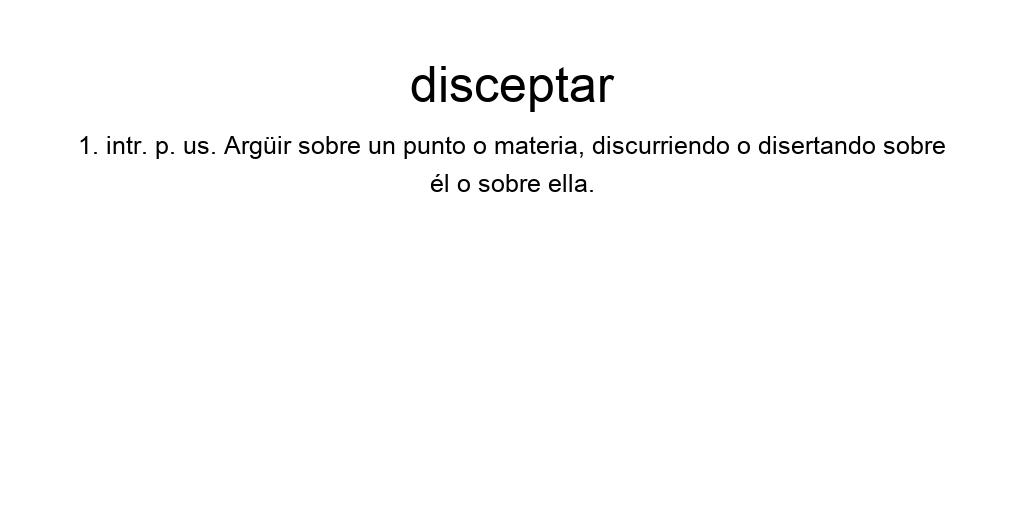 disceptar
1. intr. p. us. Argüir sobre un punto o materia, discurriendo o disertando sobre
él o sobre ella.